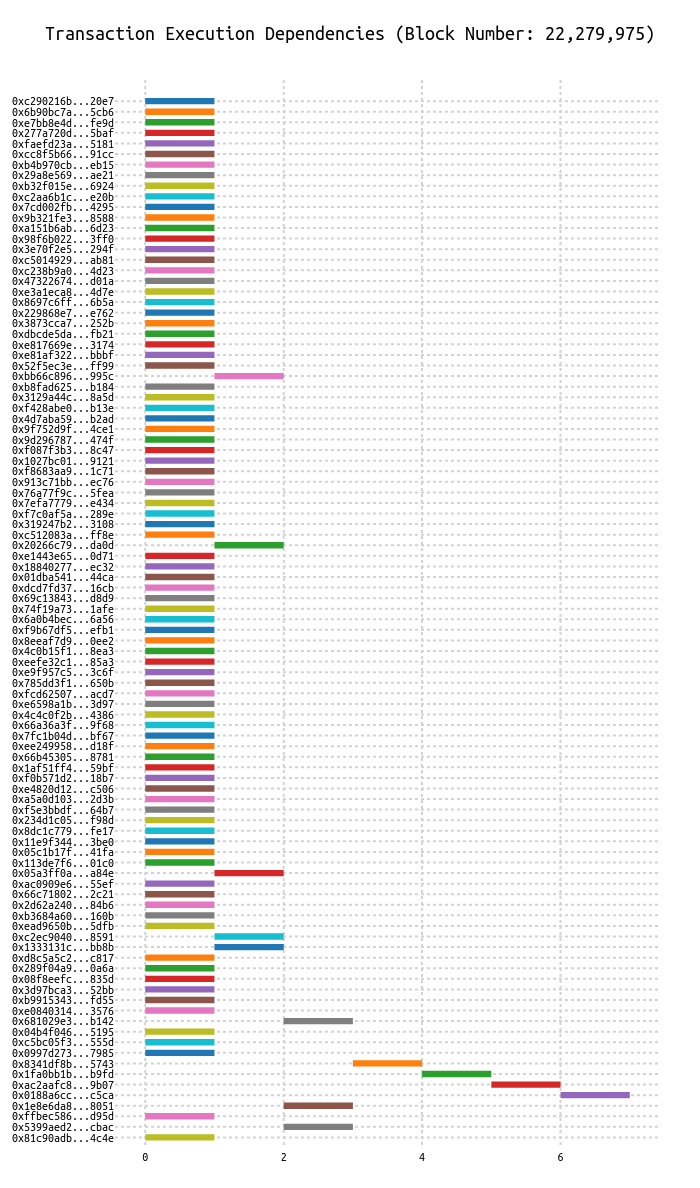 Transaction Execution Dependencies (Block Number: 22,279,975)
0xc290216b...20e7
0x6b90bc7a...5cb6
0xe7bb8e4d...fe9d
0x277a720d...5baf
0xfaefd23a...5181
0xcc8f5b66...91cc
0xb4b970cb...eb15
0x29a8e569...ae21
0xb32f015e...6924
0xc2aa6b1c...e20b
0x7cd002fb...4295
0x9b321fe3...8588
0xa151b6ab...6d23
0x98f6b022...3ff0
0x3e70f2e5...294f
0xc5014929...ab81
0xc238b9a0...4d23
0x47322674...d01a
0xe3a1eca8...4d7e
0x8697c6ff...6b5a
0x229868e7...e762
0x3873cca7...252b
0xdbcde5da...fb21
0xe817669e...3174
0xe81af322...bbbf
0x52f5ec3e...ff99
0xbb66c896...995c
0xb8fad625...b184
0x3129a44c...8a5d
0xf428abe0...b13e
0x4d7aba59...b2ad
0x9f752d9f...4ce1
0x9d296787...474f
0xf087f3b3...8c47
0x1027bc01...9121
0xf8683aa9...1c71
0x913c71bb...ec76
0x76a77f9c...5fea
0x7efa7779...e434
0xf7c0af5a...289e
0x319247b2...3108
0xc512083a...ff8e
0x20266c79...da0d
0xe1443e65...0d71
0x18840277...ec32
0x01dba541...44ca
0xdcd7fd37...16cb
0x69c13843...d8d9
0x74f19a73...1afe
0x6a0b4bec...6a56
0xf9b67df5...efb1
0x8eeaf7d9...0ee2
0x4c0b15f1...8ea3
0xeefe32c1...85a3
0xe9f957c5...3c6f
0x785dd3f1...650b
0xfcd62507...acd7
0xe6598a1b...3d97
0x4c4c0f2b...4386
0x66a36a3f...9f68
0x7fc1b04d...bf67
0xee249958...d18f
0x66b45305...8781
0x1af51ff4...59bf
0xf0b571d2...18b7
0xe4820d12...c506
0xa5a0d103...2d3b
0xf5e3bbdf...64b7
0x234d1c05...f98d
0x8dc1c779...fe17
0x11e9f344...3be0
0x05c1b17f...41fa
0x113de7f6...01c0
0x05a3ff0a...a84e
0xac0909e6...55ef
0x66c71802...2c21
0x2d62a240...84b6
0xb3684a60...160b
0xead9650b...5dfb
0xc2ec9040...8591
0x1333131c...bb8b
0xd8c5a5c2...c817
0x289f04a9...0a6a
0x08f8eefc...835d
0x3d97bca3...52bb
0xb9915343...fd55
0xe0840314...3576
0x681029e3...b142
0x04b4f046...5195
0xc5bc05f3...555d
0x0997d273...7985
0x8341df8b...5743
0x1fa0bb1b...b9fd
0xac2aafc8...9b07
0x0188a6cc...c5ca
0x1e8e6da8...8051
0xffbec586...d95d
0x5399aed2...cbac
0x81c90adb...4c4e
0 2 4 6